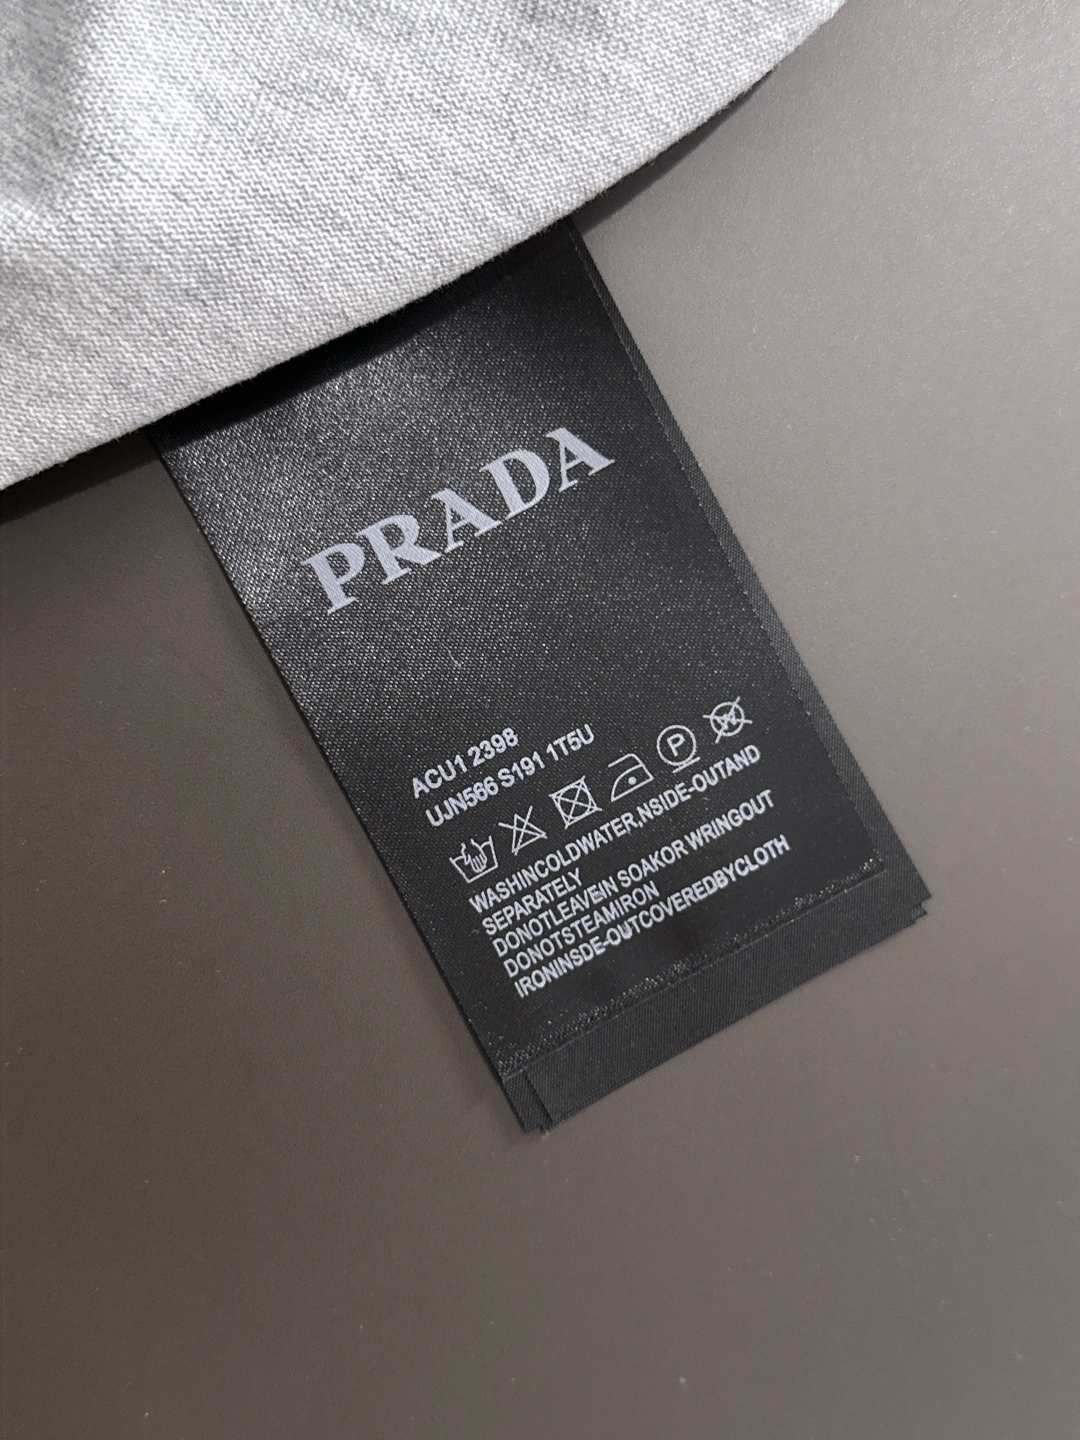 PRADA
ACU1 2398
UJN566 S191 1T5U
P
W
WASHINCOLDWATER,NSIDE-OUTAND
SEPARATELY
DONOTLEAVEIN SOAKOR WRINGOUT
DONOTSTEAMIRON
IRONINSDE-OUTCOVEREDBYCLOTH